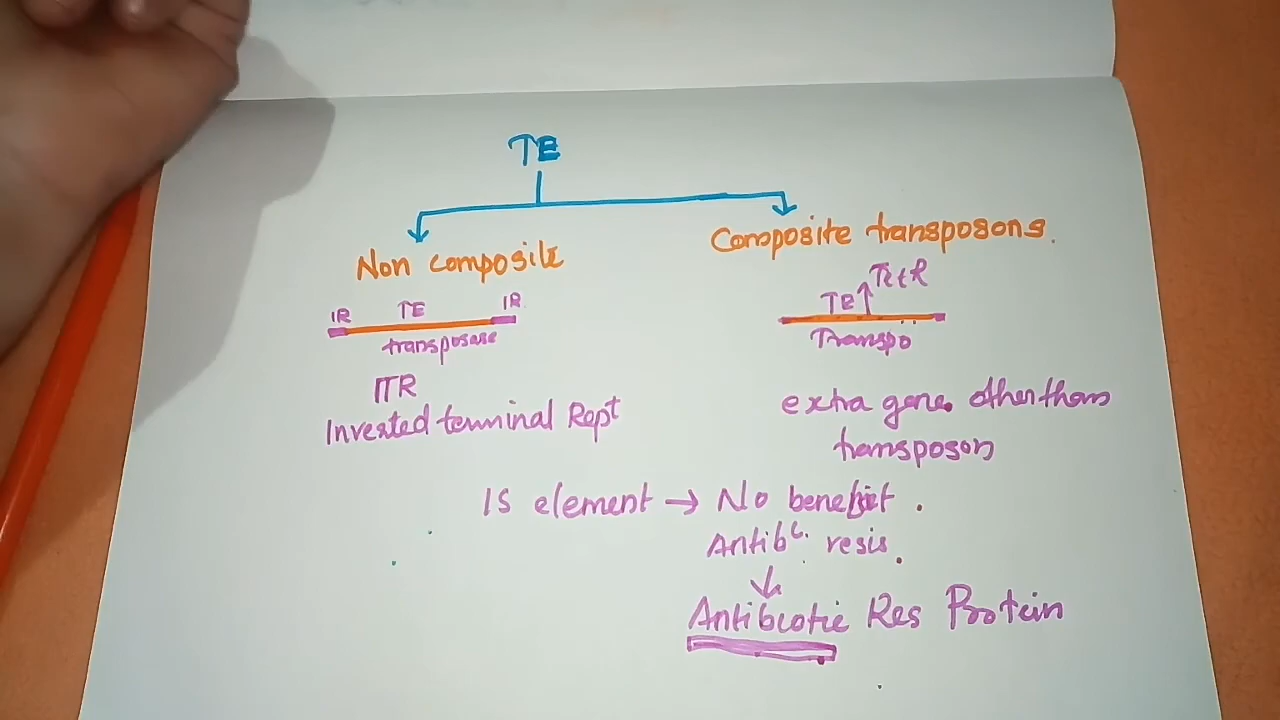 TE
Non composite
Composite transposons.
IR TE IR
transposase
TE TetR
Transpo
ITR
Inverted terminal Rept
extra gene. other than
transposon
IS element → No benefit.
Antibc. resis.
Antibiotic Res Protein